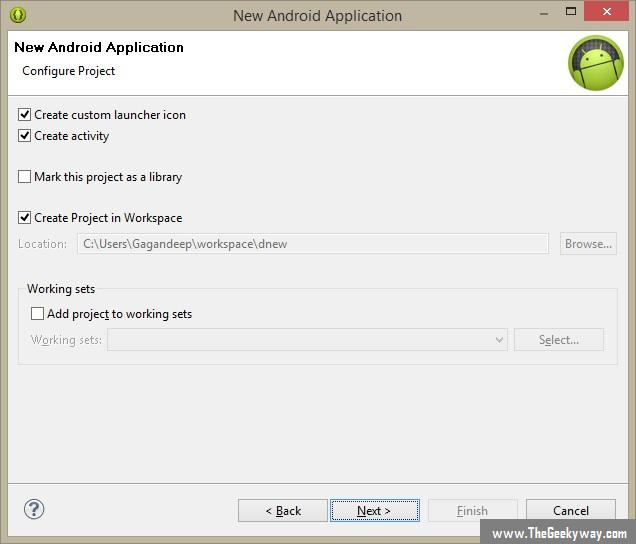 New Android Application
New Android Application
Configure Project
Create custom launcher icon
Create activity
Mark this project as a library
Create Project in Workspace
Location: C:\Users\Gagandeep\workspace\dnew Browse...
Working sets
Add project to working sets
Working sets: Select...
? < Back Next > Finish Cancel
www.TheGeekyway.com